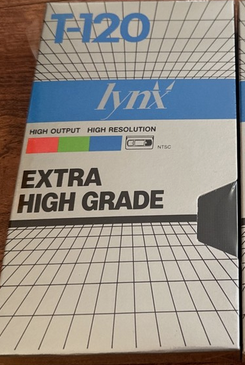 T-120
lynx
HIGH OUTPUT HIGH RESOLUTION
NTSC
EXTRA
HIGH GRADE